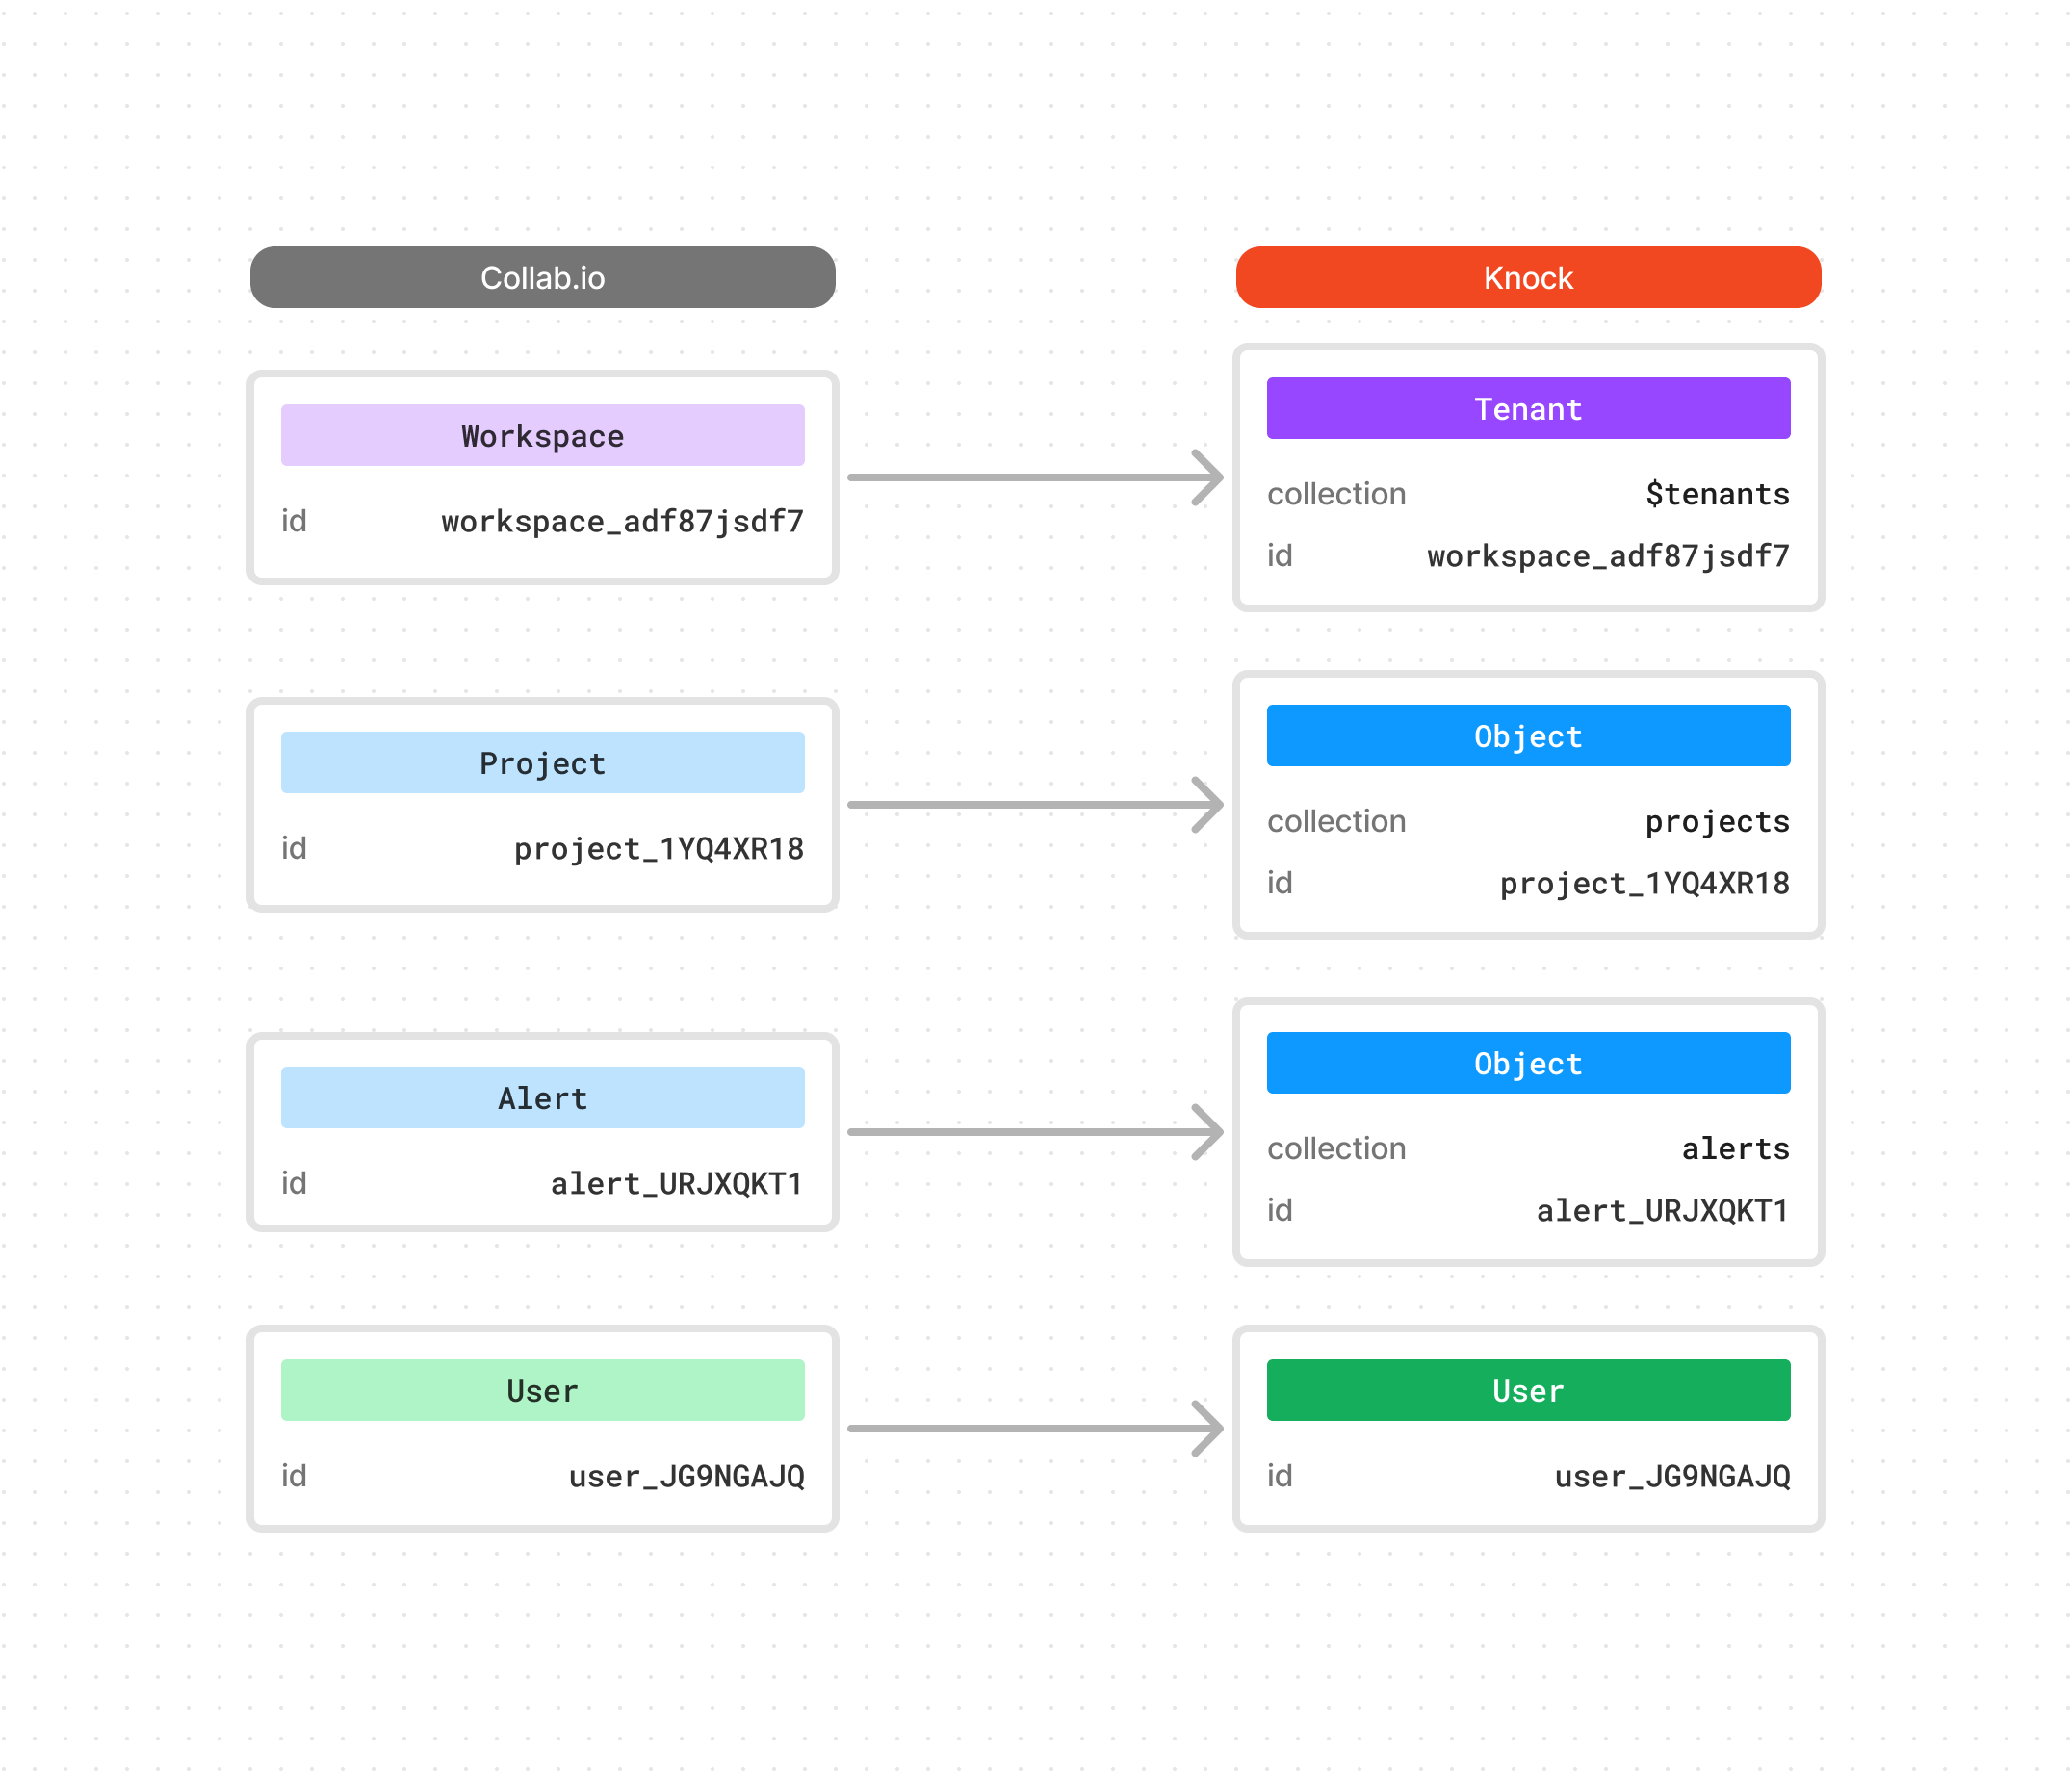 Collab.io
Knock
Workspace
id workspace_adf87jsdf7
Tenant
collection $tenants
id workspace_adf87jsdf7
Project
id project_1YQ4XR18
Object
collection projects
id project_1YQ4XR18
Alert
id alert_URJXQKT1
Object
collection alerts
id alert_URJXQKT1
User
id user_JG9NGAJQ
User
id user_JG9NGAJQ